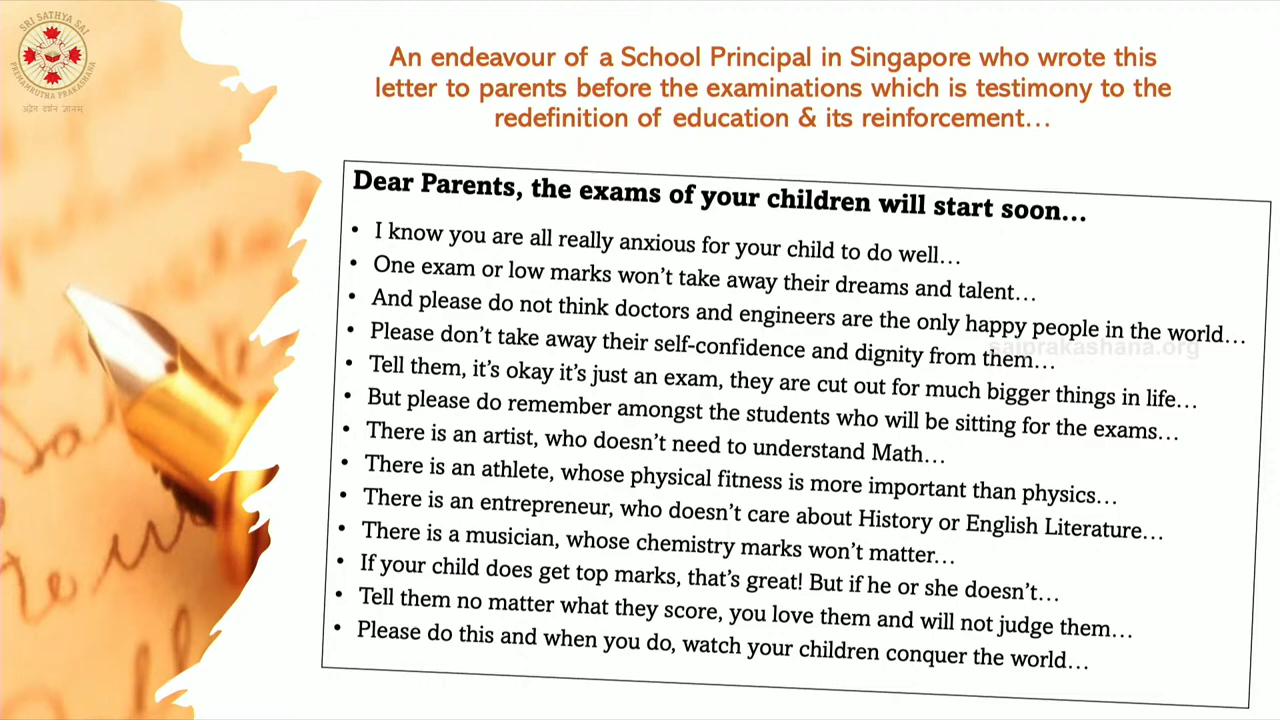 SRI SATHYA SAI
PREMAMRUTHA PRAKASHANA
An endeavour of a School Principal in Singapore who wrote this
letter to parents before the examinations which is testimony to the
redefinition of education & its reinforcement...
Dear Parents, the exams of your children will start soon...
• I know you are all really anxious for your child to do well...
• One exam or low marks won't take away their dreams and talent...
• And please do not think doctors and engineers are the only happy people in the world...
• Please don't take away their self-confidence and dignity from them...
saiprakashana.org
• Tell them, it's okay it's just an exam, they are cut out for much bigger things in life...
• But please do remember amongst the students who will be sitting for the exams...
• There is an artist, who doesn't need to understand Math...
• There is an athlete, whose physical fitness is more important than physics...
• There is an entrepreneur, who doesn't care about History or English Literature...
• There is a musician, whose chemistry marks won't matter...
• If your child does get top marks, that's great! But if he or she doesn't...
• Tell them no matter what they score, you love them and will not judge them...
• Please do this and when you do, watch your children conquer the world...